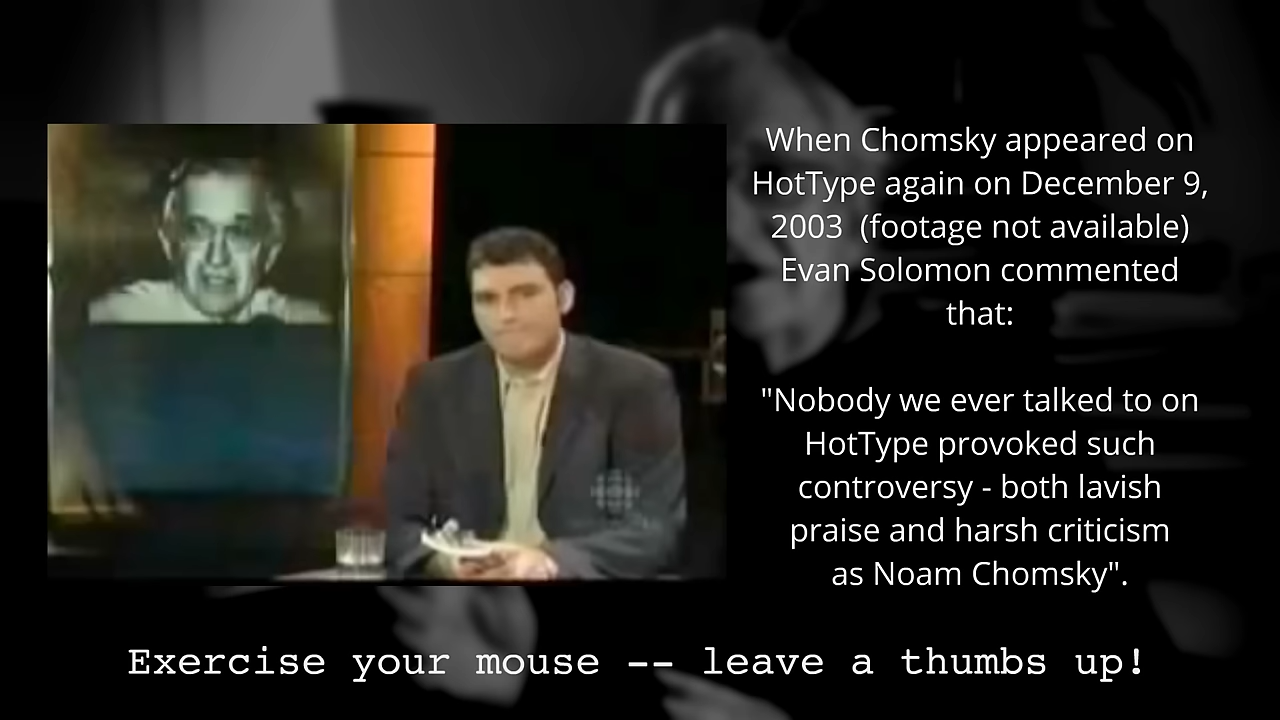 When Chomsky appeared on
HotType again on December 9,
2003  (footage not available)
Evan Solomon commented
that:
"Nobody we ever talked to on
HotType provoked such
controversy - both lavish
praise and harsh criticism
as Noam Chomsky".
Exercise your mouse -- leave a thumbs up!